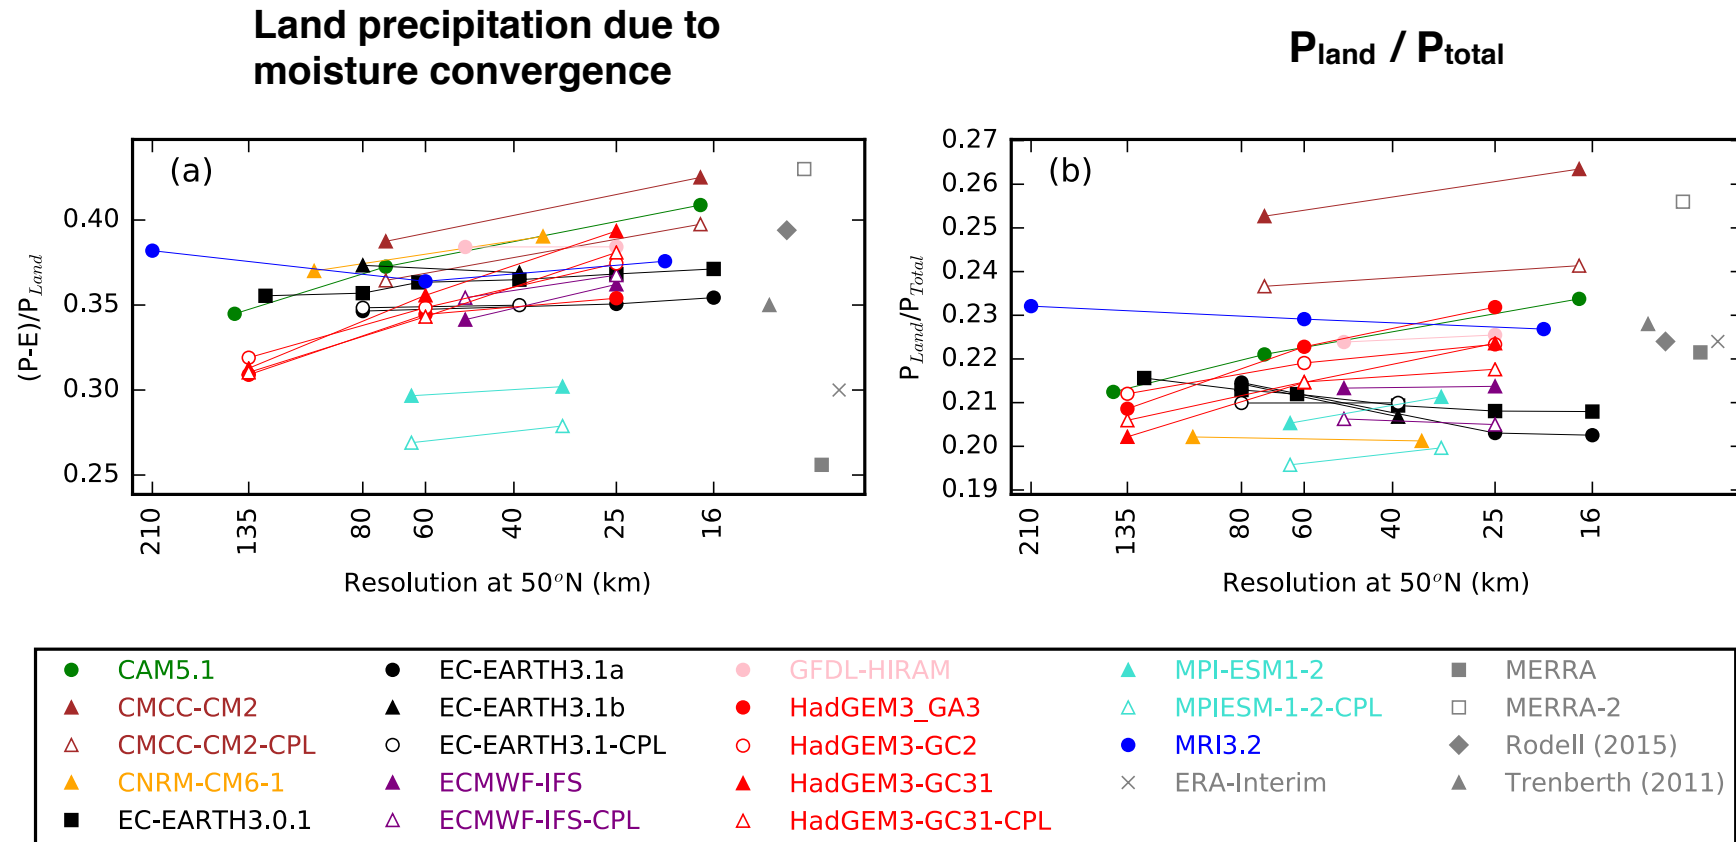 Land precipitation due to
moisture convergence
P_land / P_total
(a)
0.40
0.35
0.30
0.25
(P-E)/P_Land
210
135
80
60
40
25
16
Resolution at 50°N (km)
(b)
0.27
0.26
0.25
0.24
0.23
0.22
0.21
0.20
0.19
P_Land/P_Total
210
135
80
60
40
25
16
Resolution at 50°N (km)
CAM5.1
CMCC-CM2
CMCC-CM2-CPL
CNRM-CM6-1
EC-EARTH3.0.1
EC-EARTH3.1a
EC-EARTH3.1b
EC-EARTH3.1-CPL
ECMWF-IFS
ECMWF-IFS-CPL
GFDL-HIRAM
HadGEM3_GA3
HadGEM3-GC2
HadGEM3-GC31
HadGEM3-GC31-CPL
MPI-ESM1-2
MPIESM-1-2-CPL
MRI3.2
ERA-Interim
MERRA
MERRA-2
Rodell (2015)
Trenberth (2011)